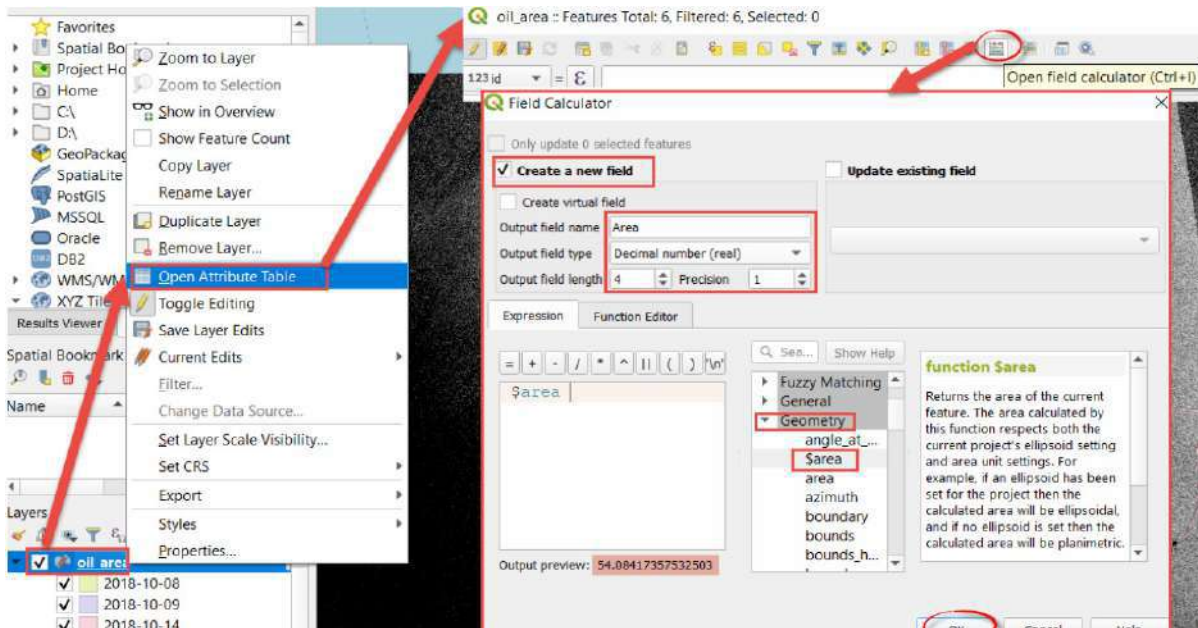 Favorites
Spatial Bo
Project Ho
Home
C:\
D:\
GeoPackag
SpatiaLite
PostGIS
MSSQL
Oracle
DB2
WMS/WM
XYZ Tile
Results Viewer
Spatial Bookmark
Name
Layers
oil_area
2018-10-08
2018-10-09
2018-10-14
Zoom to Layer
Zoom to Selection
Show in Overview
Show Feature Count
Copy Layer
Rename Layer
Duplicate Layer
Remove Layer...
Open Attribute Table
Toggle Editing
Save Layer Edits
Current Edits
Filter...
Change Data Source...
Set Layer Scale Visibility...
Set CRS
Export
Styles
Properties...
oil_area :: Features Total: 6, Filtered: 6, Selected: 0
123 id = ε
Open field calculator (Ctrl+I)
Field Calculator
Only update 0 selected features
Create a new field
Update existing field
Create virtual field
Output field name Area
Output field type Decimal number (real)
Output field length 4 Precision 1
Expression Function Editor
= + - / * ^ || ( ) '\n'
$area
Output preview: 54.08417357532503
Sea... Show Help
Fuzzy Matching
General
Geometry
angle_at_...
$area
area
azimuth
boundary
bounds
bounds_h...
function $area
Returns the area of the current
feature. The area calculated by
this function respects both the
current project's ellipsoid setting
and area unit settings. For
example, if an ellipsoid has been
set for the project then the
calculated area will be ellipsoidal,
and if no ellipsoid is set then the
calculated area will be planimetric.
OK Cancel Help